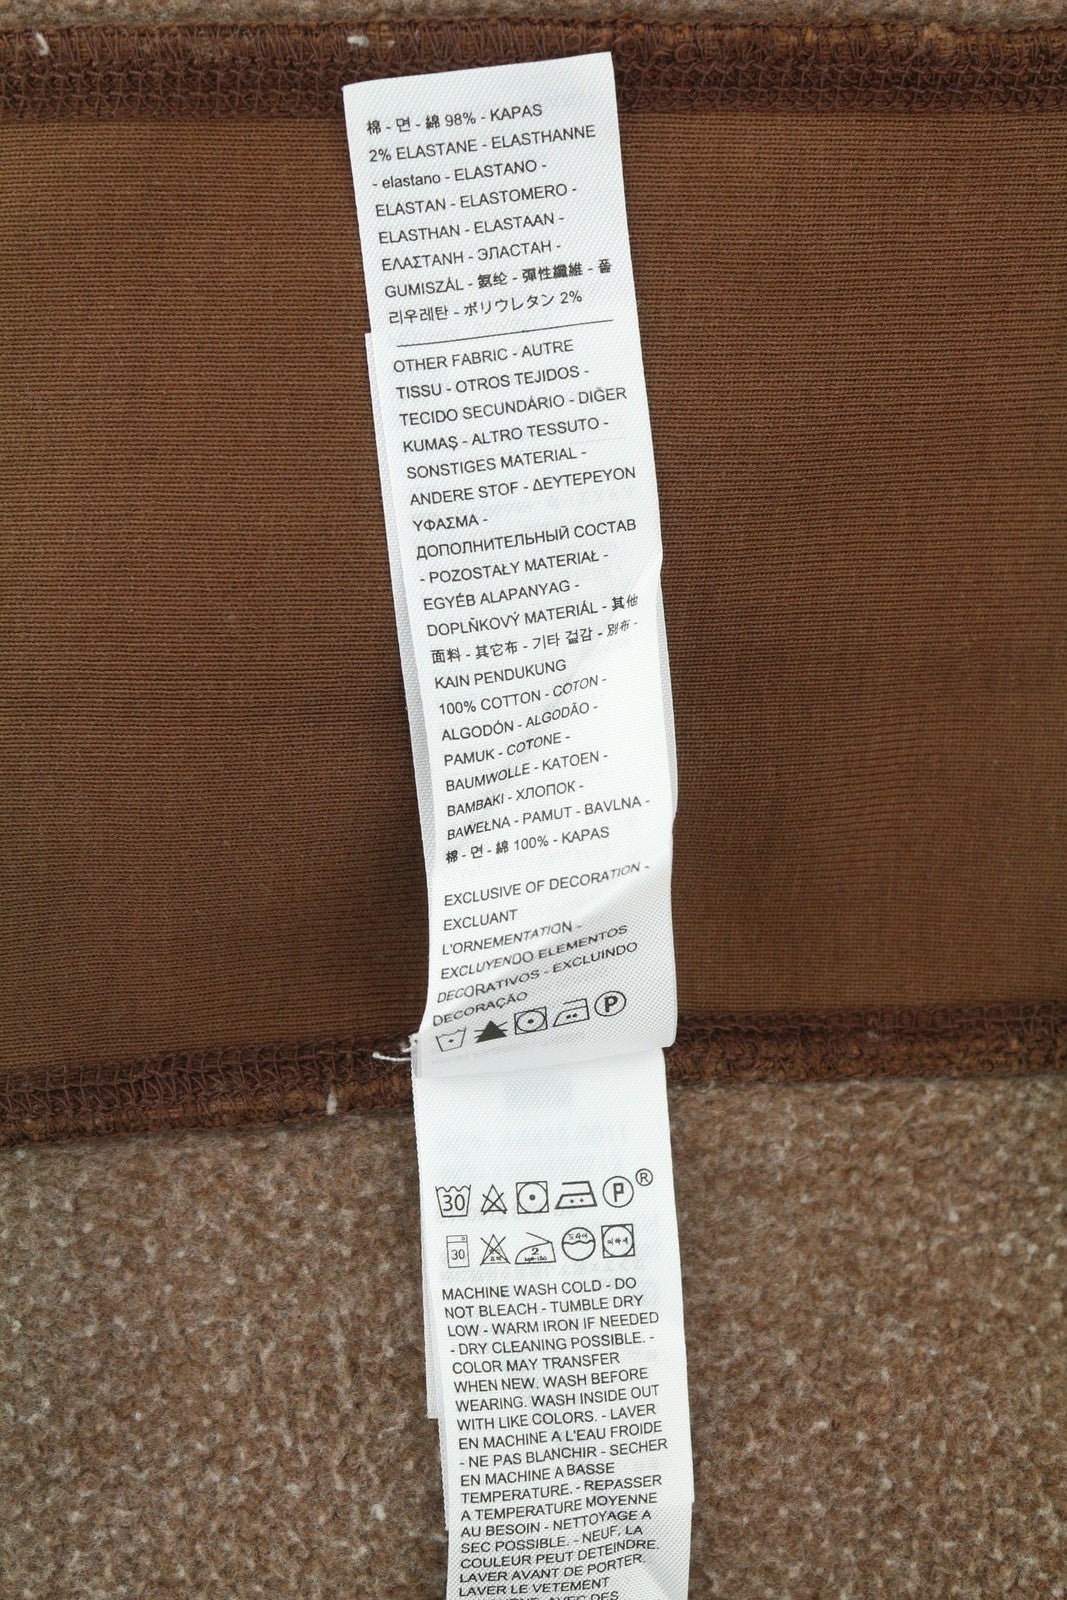 棉 - 면 - 綿 98% - KAPAS
2% ELASTANE - ELASTHANNE
- elastano - ELASTANO -
ELASTAN - ELASTOMERO -
ELASTHAN - ELASTAAN -
ΕΛΑΣΤΑΝΗ - ЭЛАСТАН -
GUMISZÁL - 氨纶 - 彈性纖維 - 폴
리우레탄 - ポリウレタン 2%
OTHER FABRIC - AUTRE
TISSU - OTROS TEJIDOS -
TECIDO SECUNDÁRIO - DIĞER
KUMAŞ - ALTRO TESSUTO -
SONSTIGES MATERIAL -
ANDERE STOF - ΔΕΥΤΕΡΕΥΟΝ
ΥΦΑΣΜΑ -
ДОПОЛНИТЕЛЬНЫЙ СОСТАВ
- POZOSTAŁY MATERIAŁ -
EGYÉB ALAPANYAG -
DOPLŇKOVÝ MATERIÁL - 其他
面料 - 其它布 - 기타 겉감 - 別布 -
KAIN PENDUKUNG
100% COTTON - COTON -
ALGODÓN - ALGODÃO -
PAMUK - COTONE -
BAUMWOLLE - KATOEN -
ΒΑΜΒΑΚΙ - ХЛОПОК -
BAWEŁNA - PAMUT - BAVLNA -
棉 - 면 - 綿 100% - KAPAS
EXCLUSIVE OF DECORATION -
EXCLUANT
L'ORNEMENTATION -
EXCLUYENDO ELEMENTOS
DECORATIVOS - EXCLUINDO
DECORAÇÃO
P
30 P ®
30 2
MACHINE WASH COLD - DO
NOT BLEACH - TUMBLE DRY
LOW - WARM IRON IF NEEDED
- DRY CLEANING POSSIBLE. -
COLOR MAY TRANSFER
WHEN NEW. WASH BEFORE
WEARING. WASH INSIDE OUT
WITH LIKE COLORS. - LAVER
EN MACHINE A L'EAU FROIDE
- NE PAS BLANCHIR - SECHER
EN MACHINE A BASSE
TEMPERATURE. - REPASSER
A TEMPERATURE MOYENNE
AU BESOIN - NETTOYAGE A
SEC POSSIBLE. - NEUF, LA
COULEUR PEUT DETEINDRE.
LAVER AVANT DE PORTER.
LAVER LE VETEMENT
AVEC DES